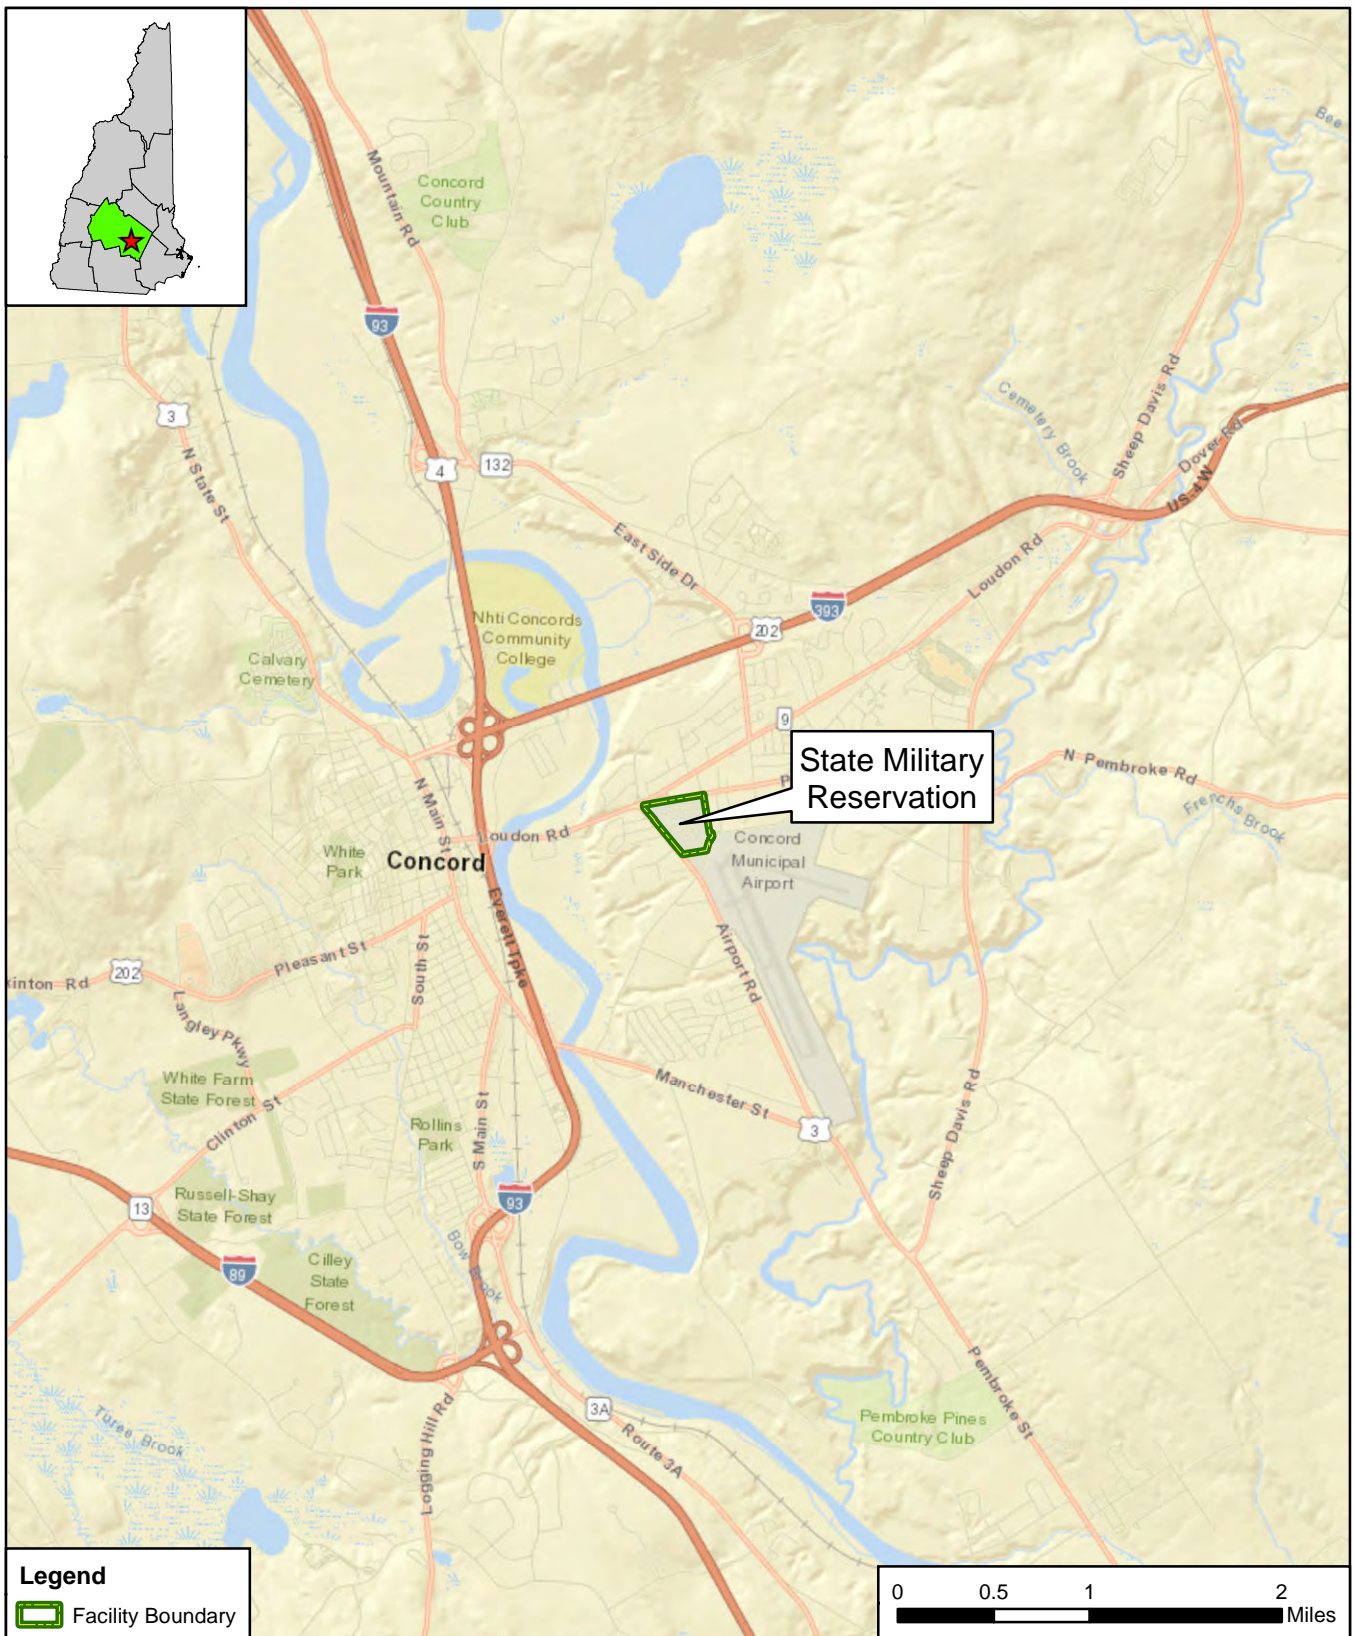 Bee
Mountain Rd
Concord
Country
Club
93
3
N State St
4
132
Cemetery Brook
Sheep Davis Rd
Dover Rd
US-4 W
East Side Dr
Loudon Rd
393
202
Nhti Concords
Community
College
Calvary
Cemetery
9
State Military
Reservation
P
N Pembroke Rd
Frenchs Brook
N Main St
Loudon Rd
Concord
Municipal
Airport
White
Park
Concord
Everett Tpke
Pleasant St
South St
Airport Rd
202
kinton Rd
Langley Pkwy
White Farm
State Forest
Clinton St
Rollins
Park
S Main St
Manchester St
3
Sheep Davis Rd
93
13
Russell-Shay
State Forest
89
Cilley
State
Forest
Bow Brook
Turee Brook
Logging Hill Rd
3A
Route 3A
Pembroke Pines
Country Club
Pembroke St
Legend
Facility Boundary
0 0.5 1 2
Miles